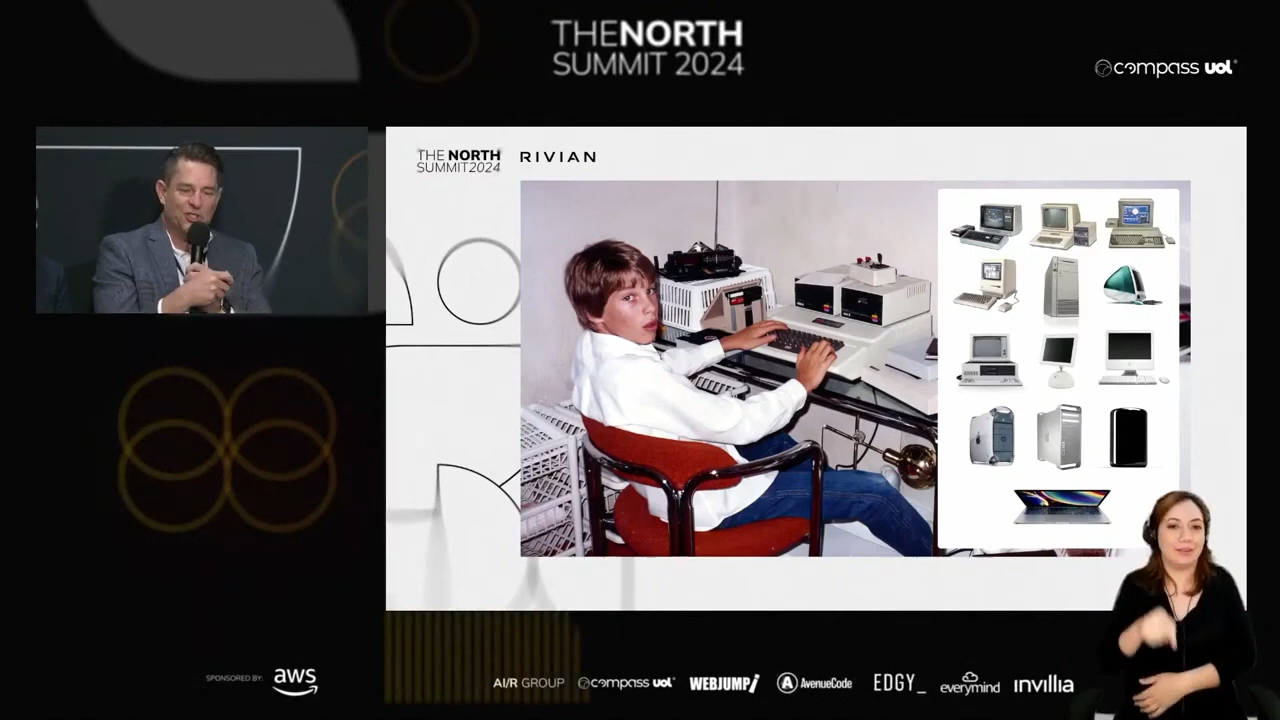 THENORTH
SUMMIT 2024
compass uol
THE NORTH
SUMMIT2024
RIVIAN
SPONSORED BY:
aws
AI/R GROUP
compass uol
WEBJUMP
AvenueCode
EDGY_
everymind
invillia